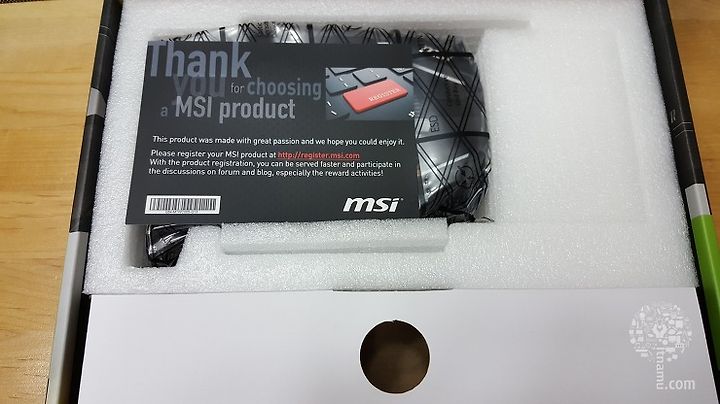 Thank
you for choosing
a MSI product
REGISTER
This product was made with great passion and we hope you could enjoy it.
Please register your MSI product at http://register.msi.com
With the product registration, you can be served faster and participate in
the discussions on forum and blog, especially the reward activities!
msi
ESD
itnamu.com